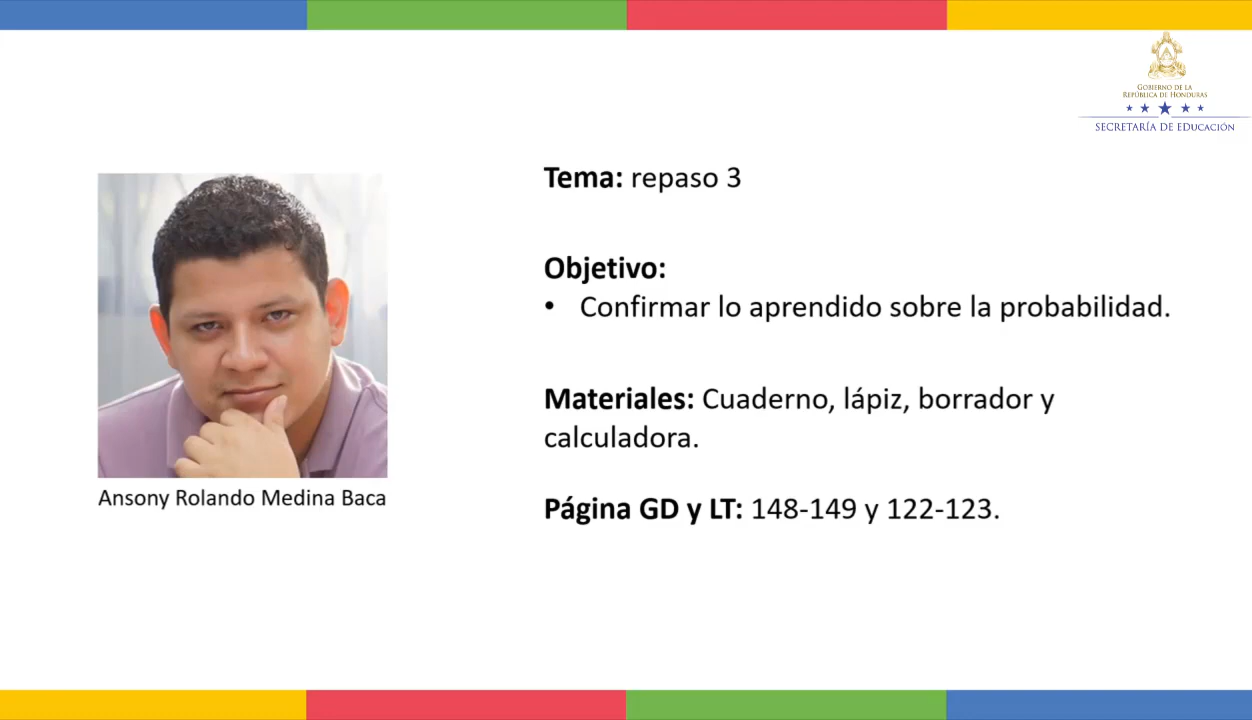 GOBIERNO DE LA
REPÚBLICA DE HONDURAS
SECRETARÍA DE EDUCACIÓN
Tema: repaso 3
Objetivo:
• Confirmar lo aprendido sobre la probabilidad.
Materiales: Cuaderno, lápiz, borrador y
calculadora.
Página GD y LT: 148-149 y 122-123.
Ansony Rolando Medina Baca